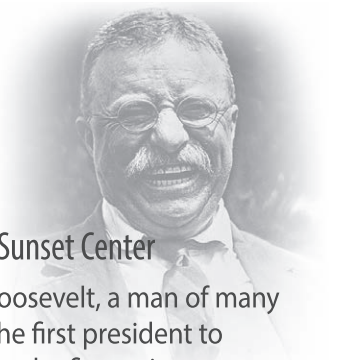 Sunset Center
oosevelt, a man of many
he first president to